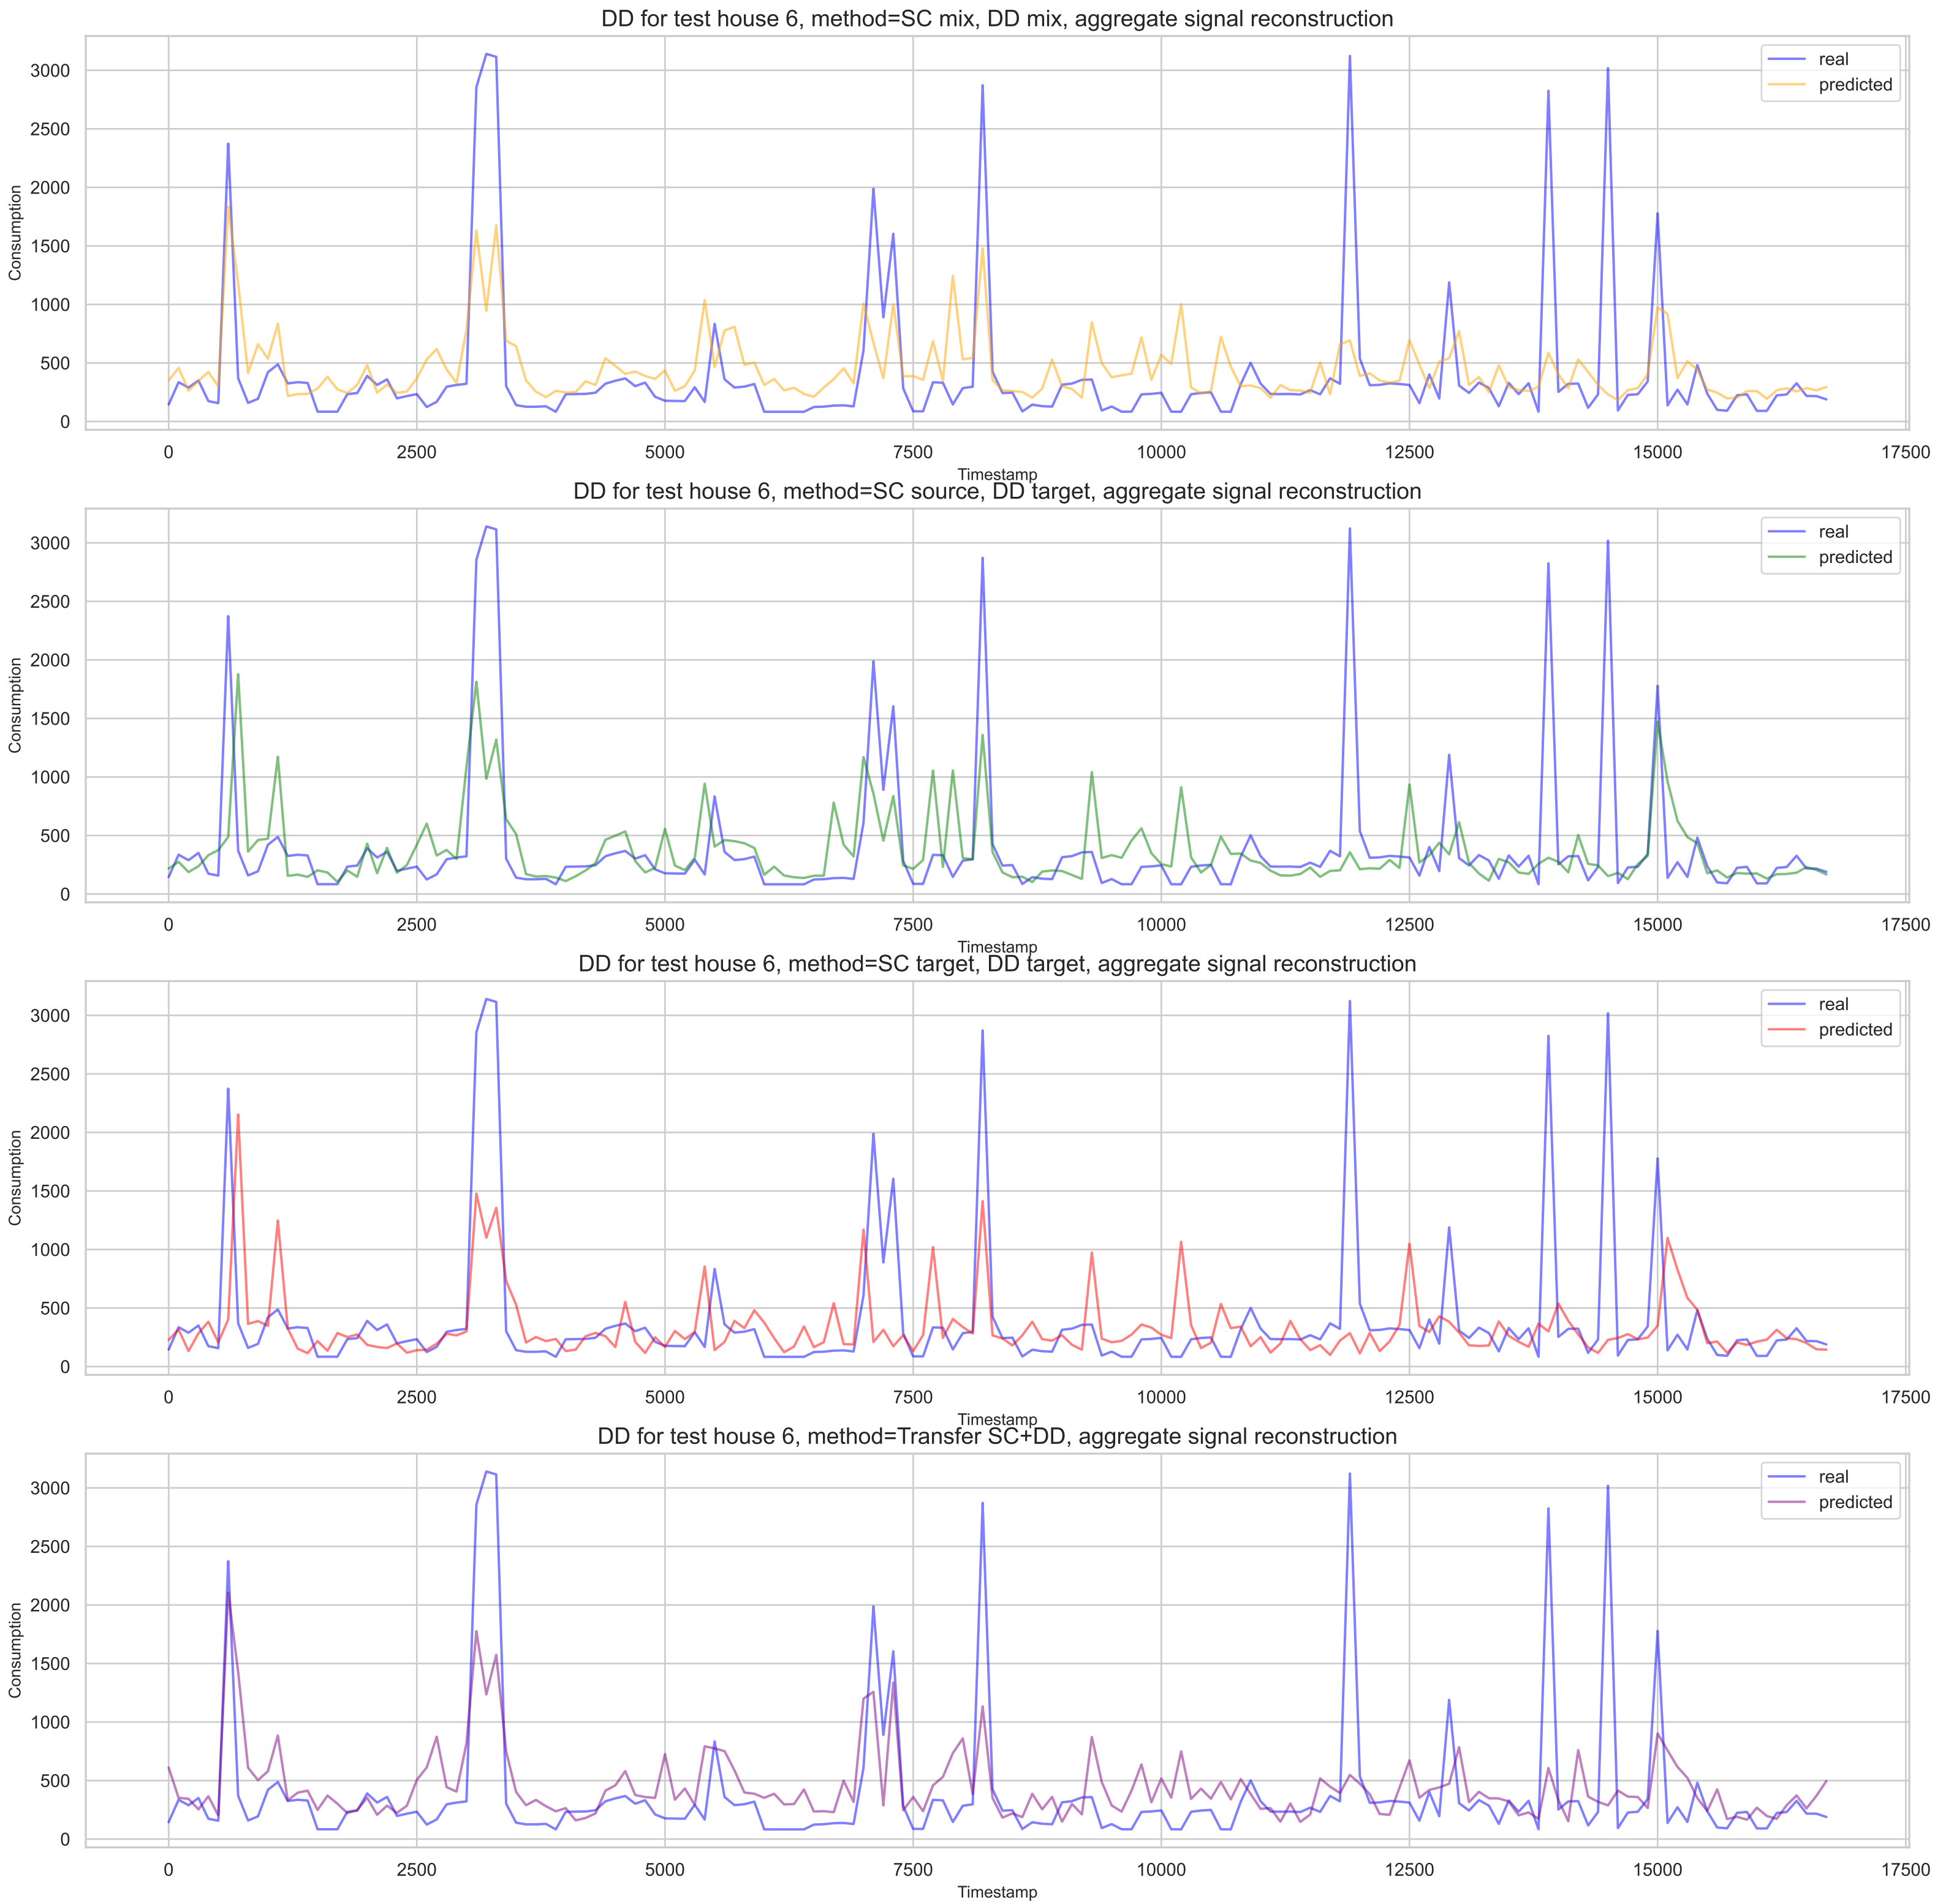 DD for test house 6, method=SC mix, DD mix, aggregate signal reconstruction
real
predicted
3000
2500
2000
1500
1000
500
0
Consumption
0 2500 5000 7500 10000 12500 15000 17500
Timestamp
DD for test house 6, method=SC source, DD target, aggregate signal reconstruction
real
predicted
3000
2500
2000
1500
1000
500
0
Consumption
0 2500 5000 7500 10000 12500 15000 17500
Timestamp
DD for test house 6, method=SC target, DD target, aggregate signal reconstruction
real
predicted
3000
2500
2000
1500
1000
500
0
Consumption
0 2500 5000 7500 10000 12500 15000 17500
Timestamp
DD for test house 6, method=Transfer SC+DD, aggregate signal reconstruction
real
predicted
3000
2500
2000
1500
1000
500
0
Consumption
0 2500 5000 7500 10000 12500 15000 17500
Timestamp